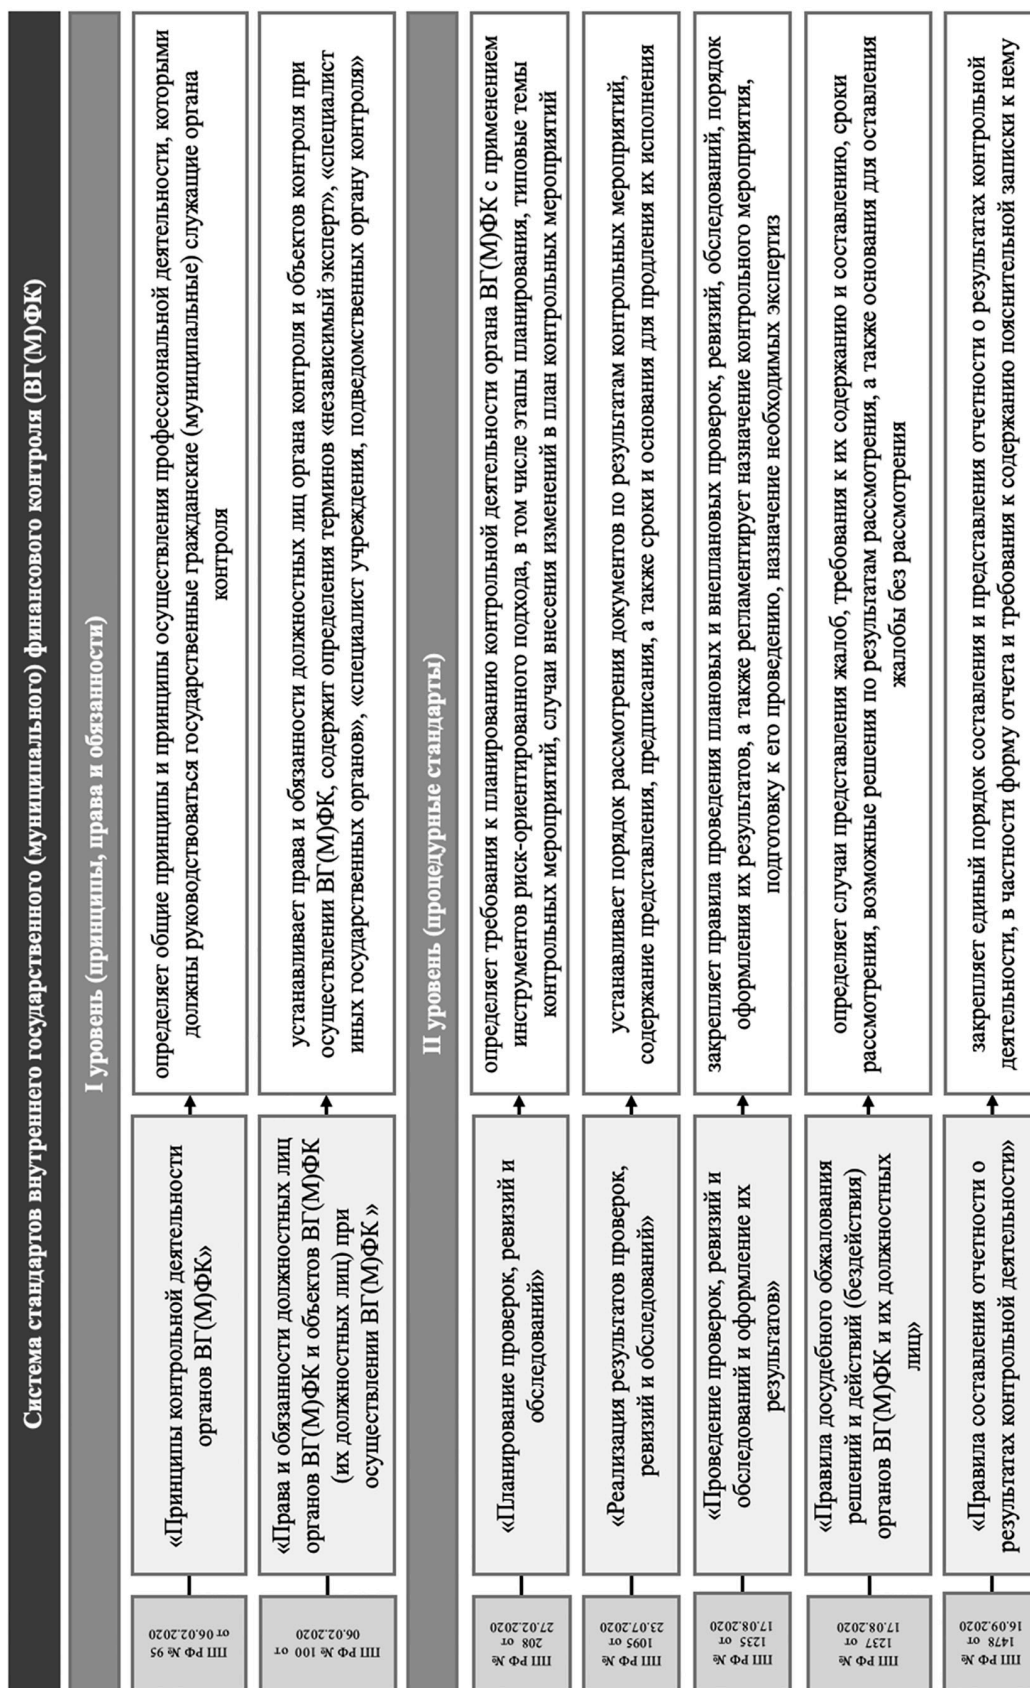 Система стандартов внутреннего государственного (муниципального) финансового контроля (ВГ(М)ФК)
I уровень (принципы, права и обязанности)
ПП РФ № 95
от 06.02.2020
«Принципы контрольной деятельности
органов ВГ(М)ФК»
определяет общие принципы и принципы осуществления профессиональной деятельности, которыми
должны руководствоваться государственные гражданские (муниципальные) служащие органа
контроля
ПП РФ № 100 от
06.02.2020
«Права и обязанности должностных лиц
органов ВГ(М)ФК и объектов ВГ(М)ФК
(их должностных лиц) при
осуществлении ВГ(М)ФК »
устанавливает права и обязанности должностных лиц органа контроля и объектов контроля при
осуществлении ВГ(М)ФК, содержит определения терминов «независимый эксперт», «специалист
иных государственных органов», «специалист учреждения, подведомственных органу контроля»
II уровень (процедурные стандарты)
ПП РФ №
208 от
27.02.2020
«Планирование проверок, ревизий и
обследований»
определяет требования к планированию контрольной деятельности органа ВГ(М)ФК с применением
инструментов риск-ориентированного подхода, в том числе этапы планирования, типовые темы
контрольных мероприятий, случаи внесения изменений в план контрольных мероприятий
ПП РФ №
1095 от
23.07.2020
«Реализация результатов проверок,
ревизий и обследований»
устанавливает порядок рассмотрения документов по результатам контрольных мероприятий,
содержание представления, предписания, а также сроки и основания для продления их исполнения
ПП РФ №
1235 от
17.08.2020
«Проведение проверок, ревизий и
обследований и оформление их
результатов»
закрепляет правила проведения плановых и внеплановых проверок, ревизий, обследований, порядок
оформления их результатов, а также регламентирует назначение контрольного мероприятия,
подготовку к его проведению, назначение необходимых экспертиз
ПП РФ №
1237 от
17.08.2020
«Правила досудебного обжалования
решений и действий (бездействия)
органов ВГ(М)ФК и их должностных
лиц»
определяет случаи представления жалоб, требования к их содержанию и составлению, сроки
рассмотрения, возможные решения по результатам рассмотрения, а также основания для оставления
жалобы без рассмотрения
ПП РФ №
1478 от
16.09.2020
«Правила составления отчетности о
результатах контрольной деятельности»
закрепляет единый порядок составления и представления отчетности о результатах контрольной
деятельности, в частности форму отчета и требования к содержанию пояснительной записки к нему